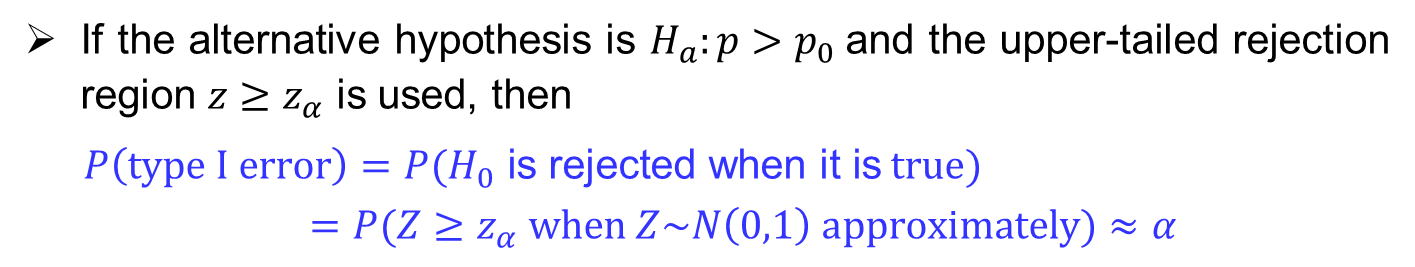 ➢ If the alternative hypothesis is 𝐻ₐ: 𝑝 > 𝑝₀ and the upper-tailed rejection
region 𝑧 ≥ 𝑧_𝛼 is used, then
𝑃(type I error) = 𝑃(𝐻₀ is rejected when it is true)
= 𝑃(𝑍 ≥ 𝑧_𝛼 when 𝑍~𝑁(0,1) approximately) ≈ 𝛼